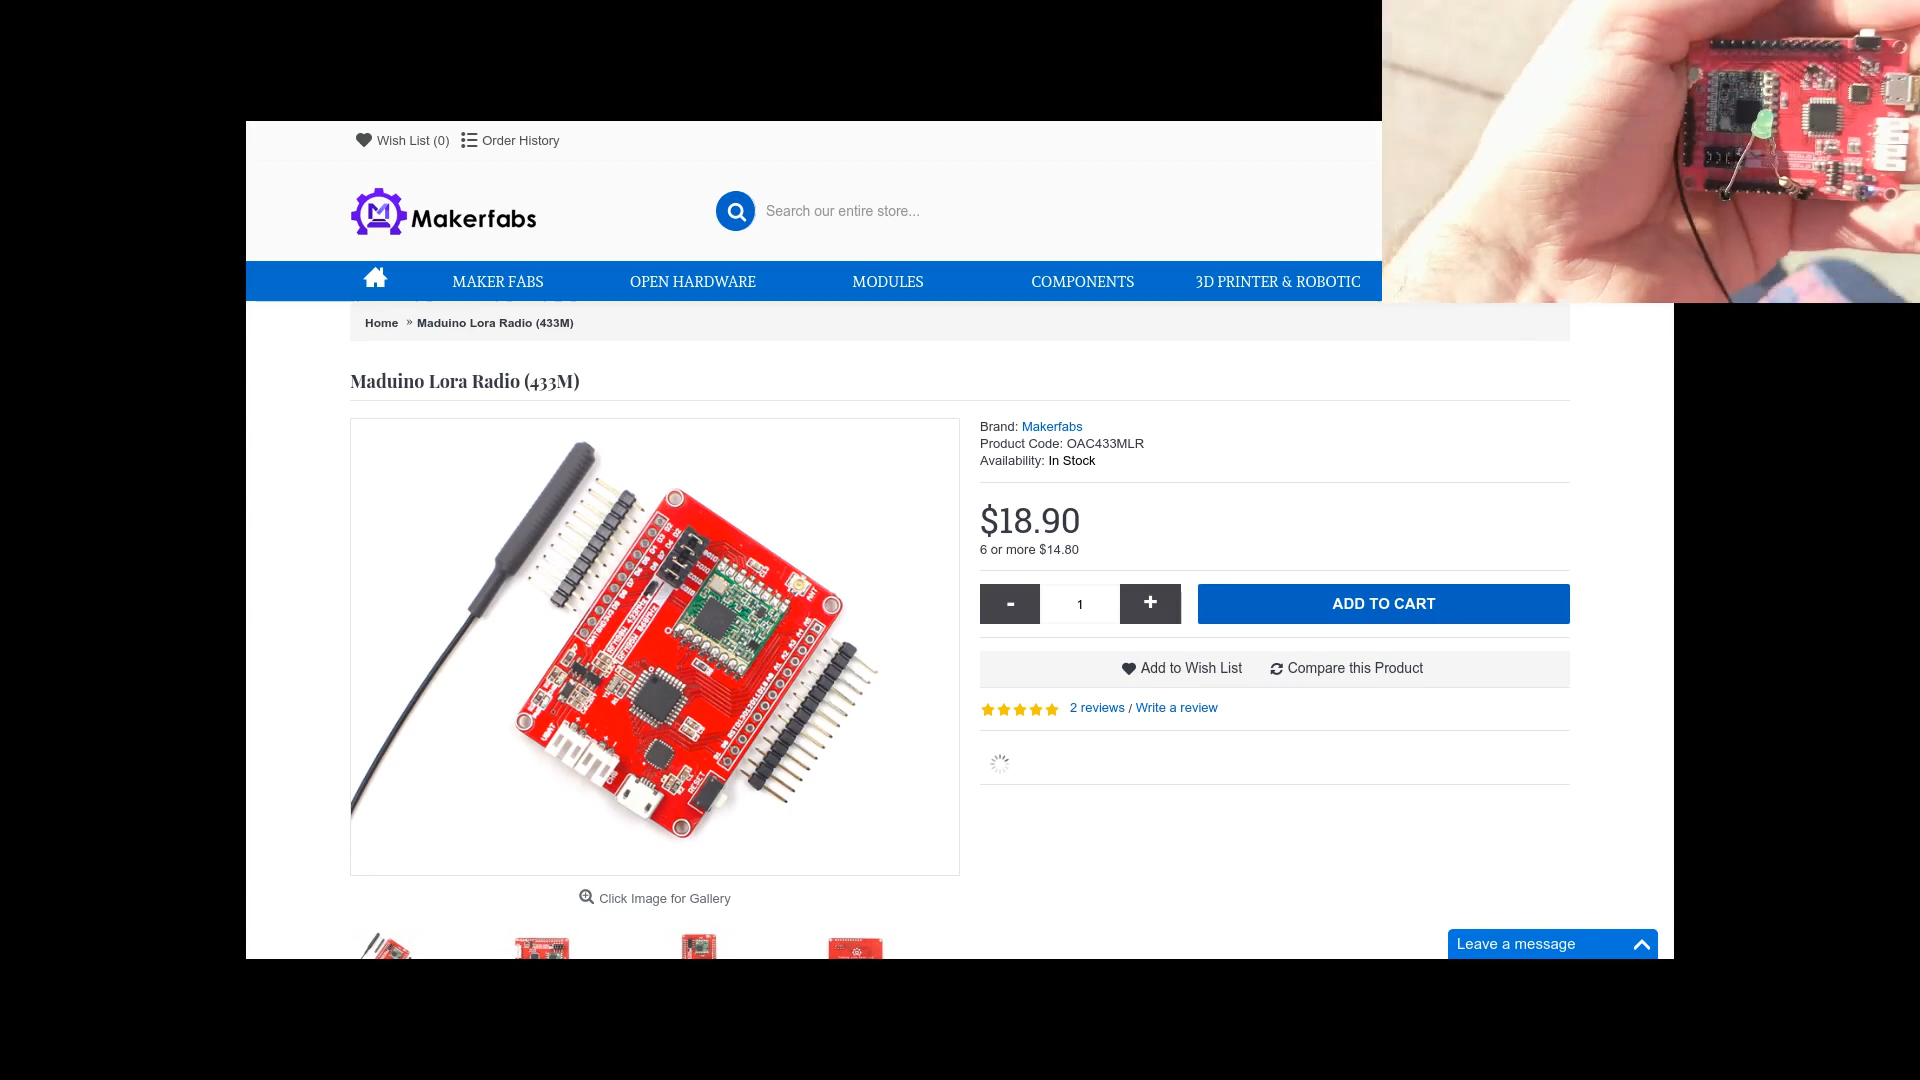 Wish List (0) Order History
Makerfabs
Search our entire store...
MAKER FABS OPEN HARDWARE MODULES COMPONENTS 3D PRINTER & ROBOTIC
Home » Maduino Lora Radio (433M)
Maduino Lora Radio (433M)
Brand: Makerfabs
Product Code: OAC433MLR
Availability: In Stock
$18.90
6 or more $14.80
- 1 + ADD TO CART
Add to Wish List Compare this Product
2 reviews / Write a review
ANT
VBAT
RESET
Click Image for Gallery
Leave a message